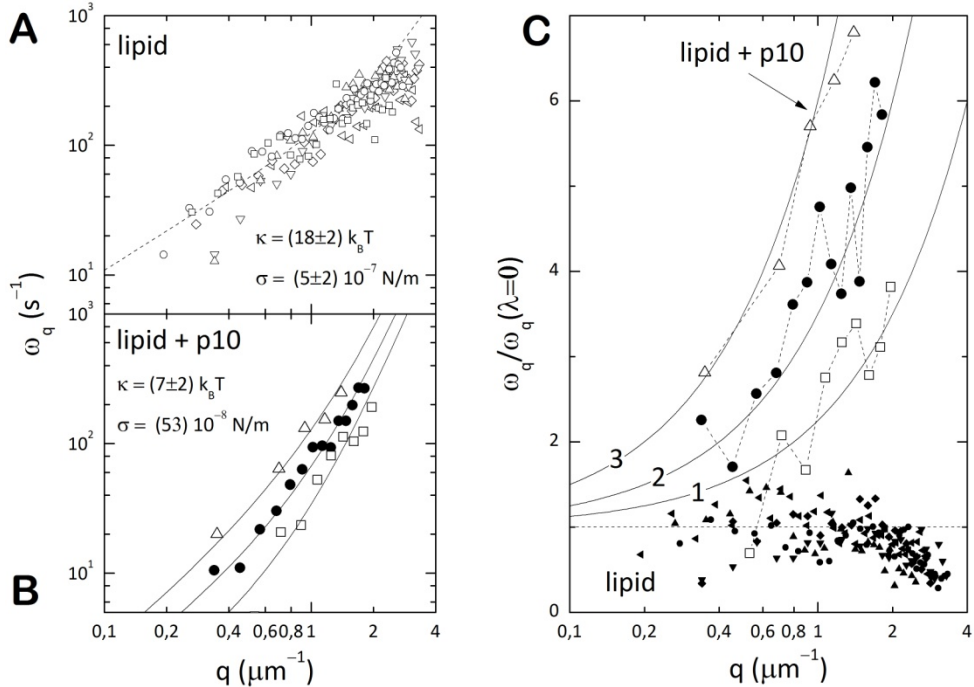 A
lipid
10³
10²
10¹
κ = (18±2) k_BT
σ = (5±2) 10⁻⁷ N/m
10³
ω_q (s⁻¹)
lipid + p10
κ = (7±2) k_BT
σ = (53) 10⁻⁸ N/m
10²
10¹
B
0,1 0,2 0,4 0,6 0,8 1 2 4
q (μm⁻¹)
C
lipid + p10
6
4
2
0
3
2
1
lipid
ω_q/ω_q (λ=0)
0,1 0,2 0,4 0,6 0,8 1 2 4
q (μm⁻¹)